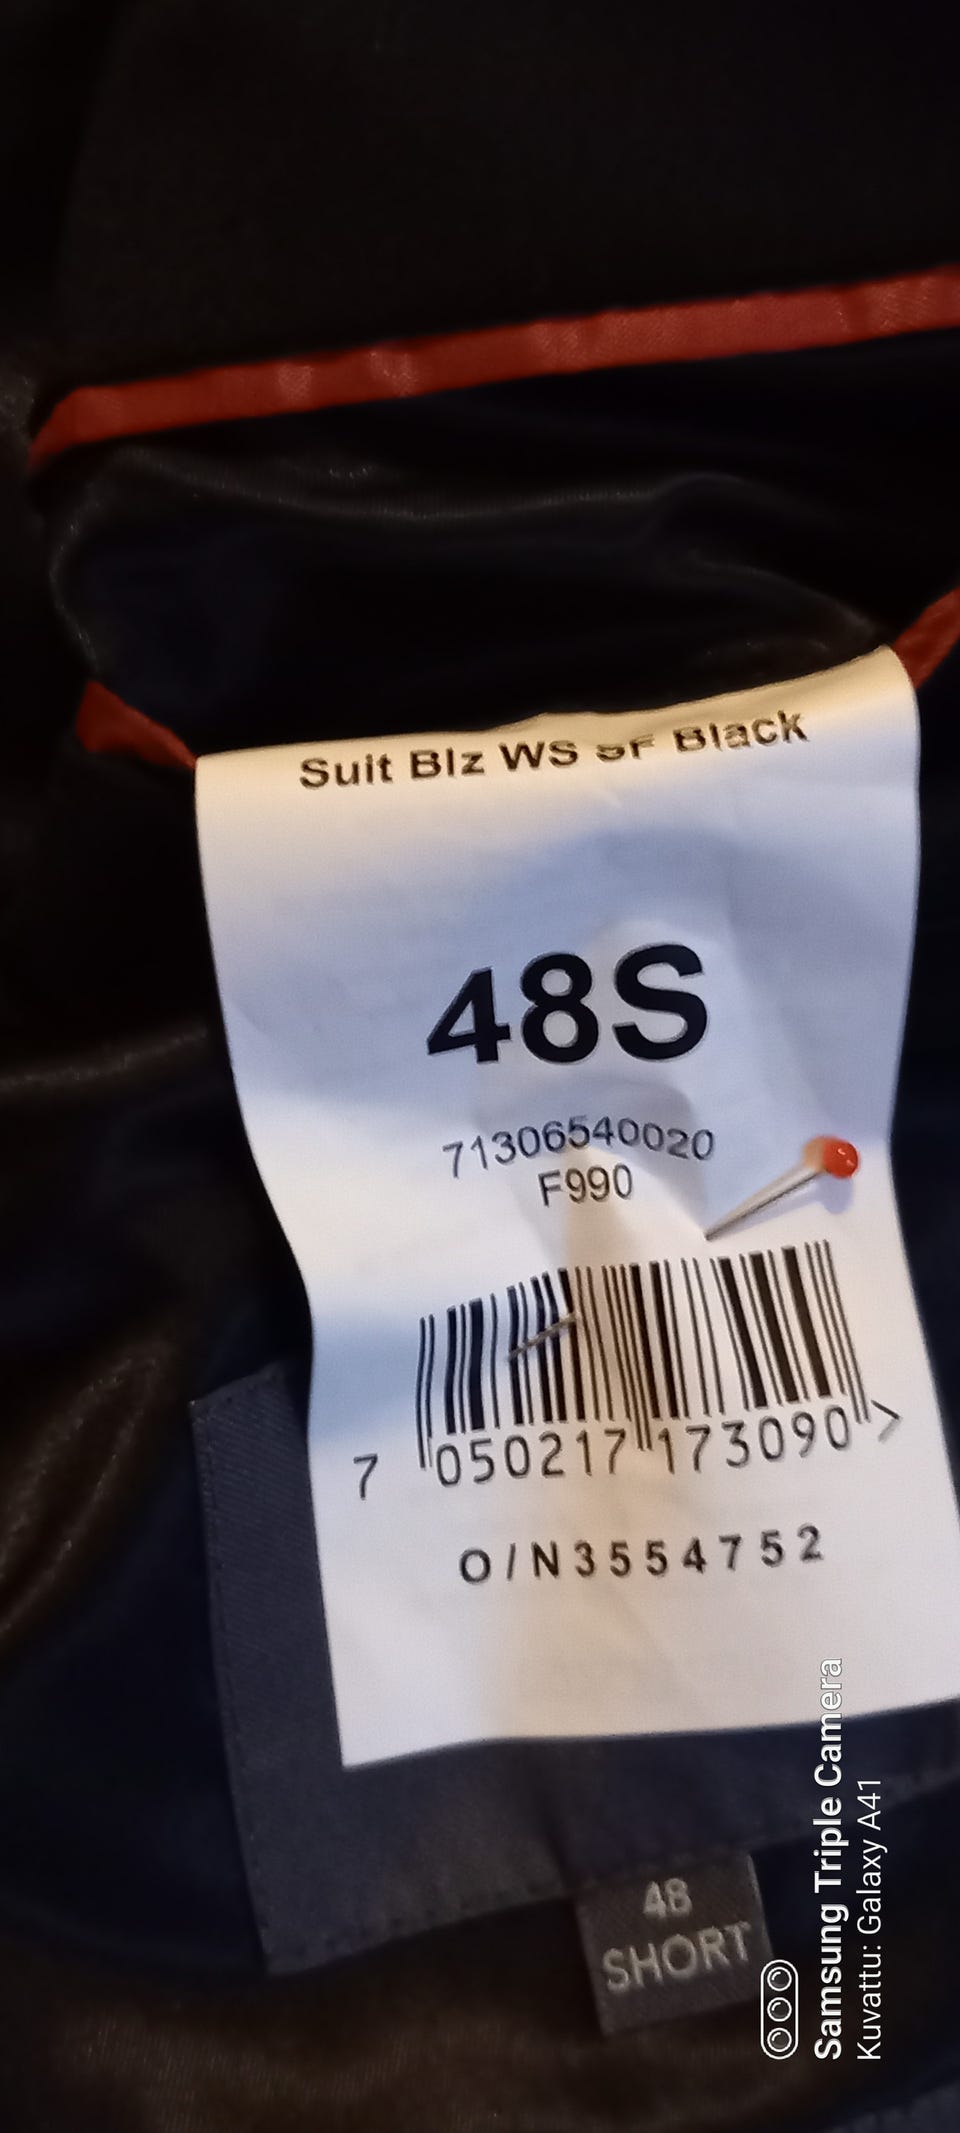 Suit Blz WS SF Black
48S
71306540020
F990
7 050217 173090 >
O/N3554752
48
SHORT
Samsung Triple Camera
Kuvattu: Galaxy A41